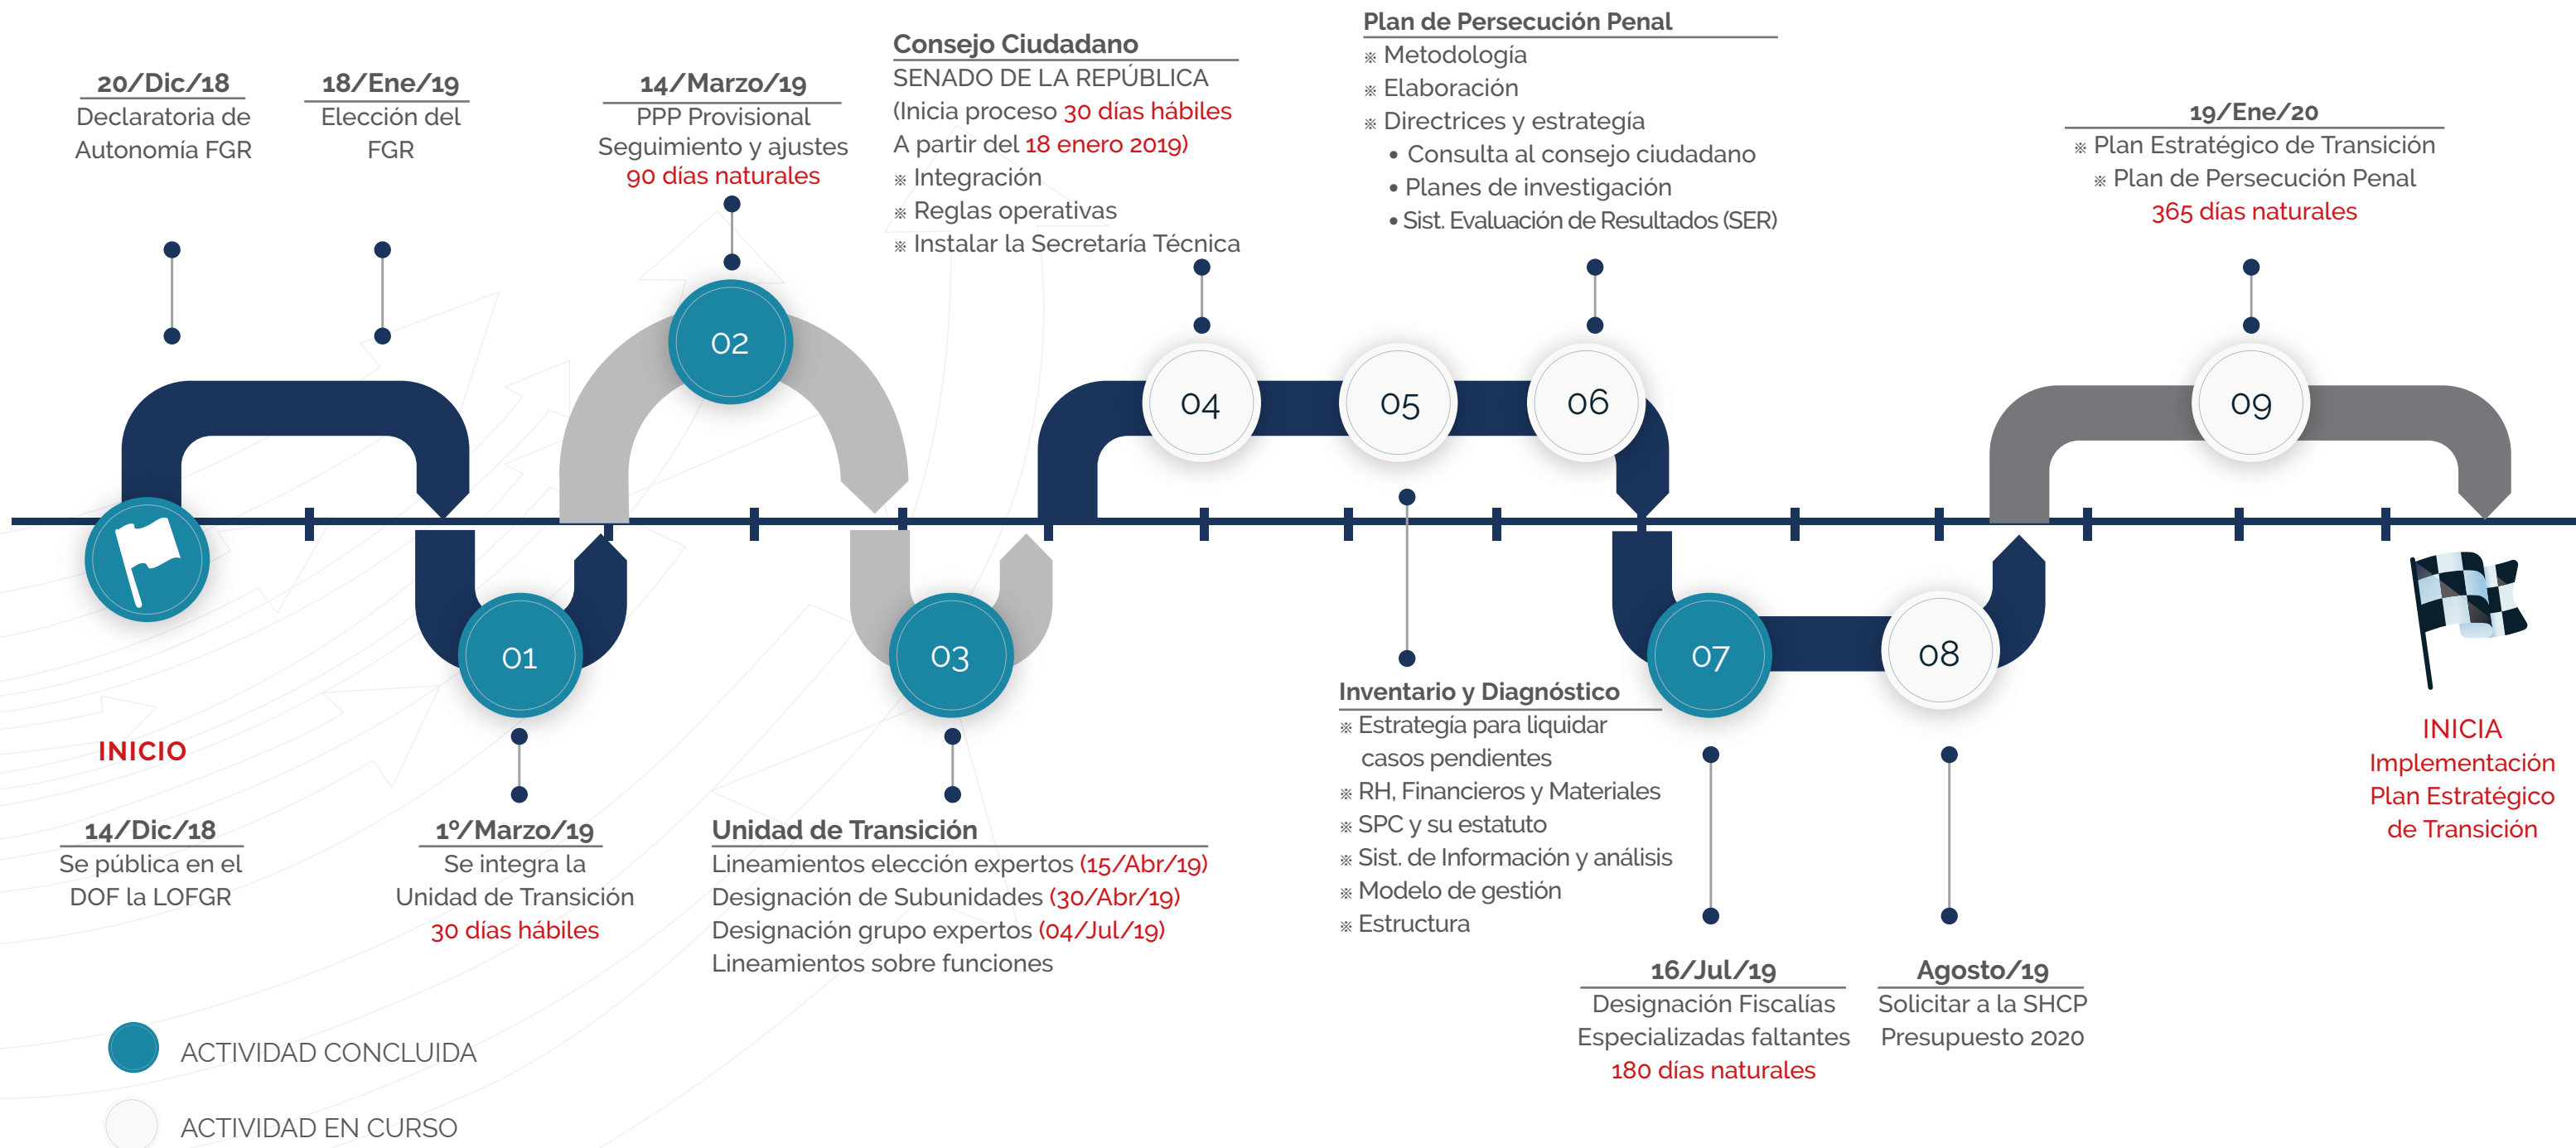 20/Dic/18
Declaratoria de
Autonomía FGR
18/Ene/19
Elección del
FGR
14/Marzo/19
PPP Provisional
Seguimiento y ajustes
90 días naturales
Consejo Ciudadano
SENADO DE LA REPÚBLICA
(Inicia proceso 30 días hábiles
A partir del 18 enero 2019)
※ Integración
※ Reglas operativas
※ Instalar la Secretaría Técnica
Plan de Persecución Penal
※ Metodología
※ Elaboración
※ Directrices y estrategía
• Consulta al consejo ciudadano
• Planes de investigación
• Sist. Evaluación de Resultados (SER)
19/Ene/20
※ Plan Estratégico de Transición
※ Plan de Persecución Penal
365 días naturales
02
04
05
06
09
01
03
07
08
INICIO
14/Dic/18
Se pública en el
DOF la LOFGR
1º/Marzo/19
Se integra la
Unidad de Transición
30 días hábiles
Unidad de Transición
Lineamientos elección expertos (15/Abr/19)
Designación de Subunidades (30/Abr/19)
Designación grupo expertos (04/Jul/19)
Lineamientos sobre funciones
Inventario y Diagnóstico
※ Estrategía para liquidar
casos pendientes
※ RH, Financieros y Materiales
※ SPC y su estatuto
※ Sist. de Información y análisis
※ Modelo de gestión
※ Estructura
16/Jul/19
Designación Fiscalías
Especializadas faltantes
180 días naturales
Agosto/19
Solicitar a la SHCP
Presupuesto 2020
INICIA
Implementación
Plan Estratégico
de Transición
ACTIVIDAD CONCLUIDA
ACTIVIDAD EN CURSO